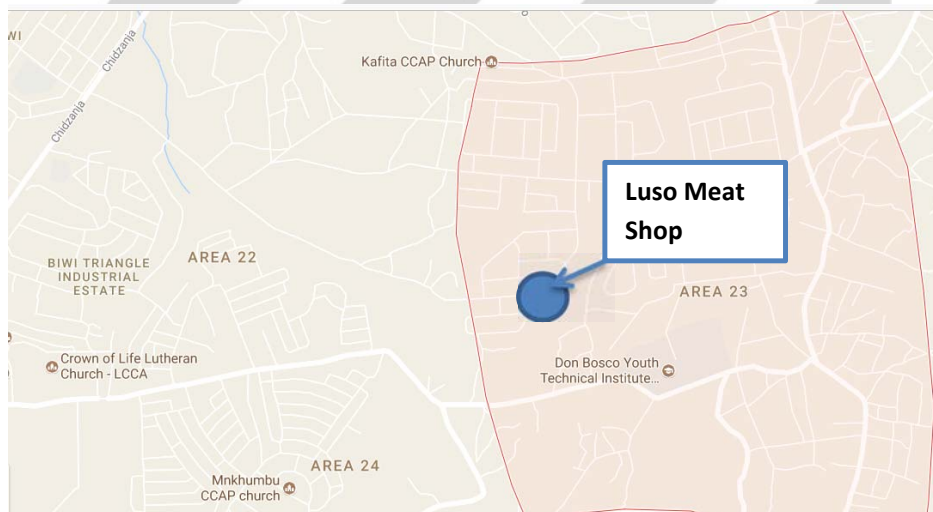 WI
Chidzanja
Kafita CCAP Church
Chidzanja
Luso Meat
Shop
BIWI TRIANGLE
INDUSTRIAL
ESTATE
AREA 22
AREA 23
Crown of Life Lutheran
Church - LCCA
Don Bosco Youth
Technical Institute...
AREA 24
Mnkhumbu
CCAP church